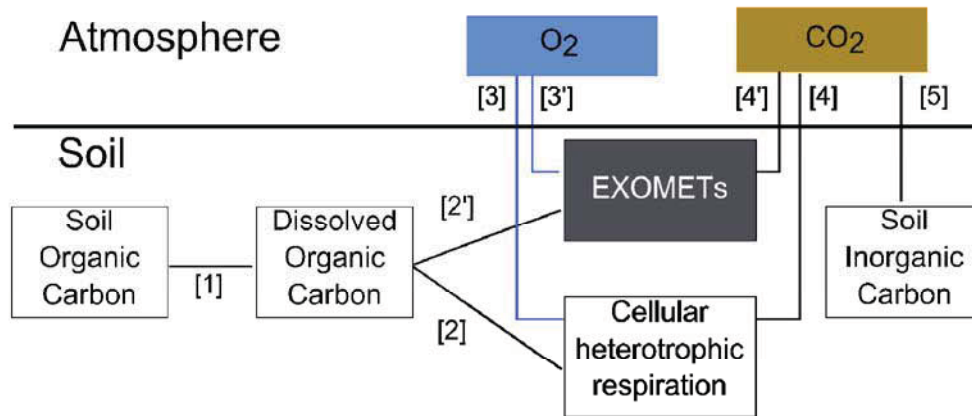 Atmosphere
O2
CO2
[3]
[3']
[4']
[4]
[5]
Soil
EXOMETs
Soil
Organic
Carbon
[1]
Dissolved
Organic
Carbon
[2']
[2]
Cellular
heterotrophic
respiration
Soil
Inorganic
Carbon